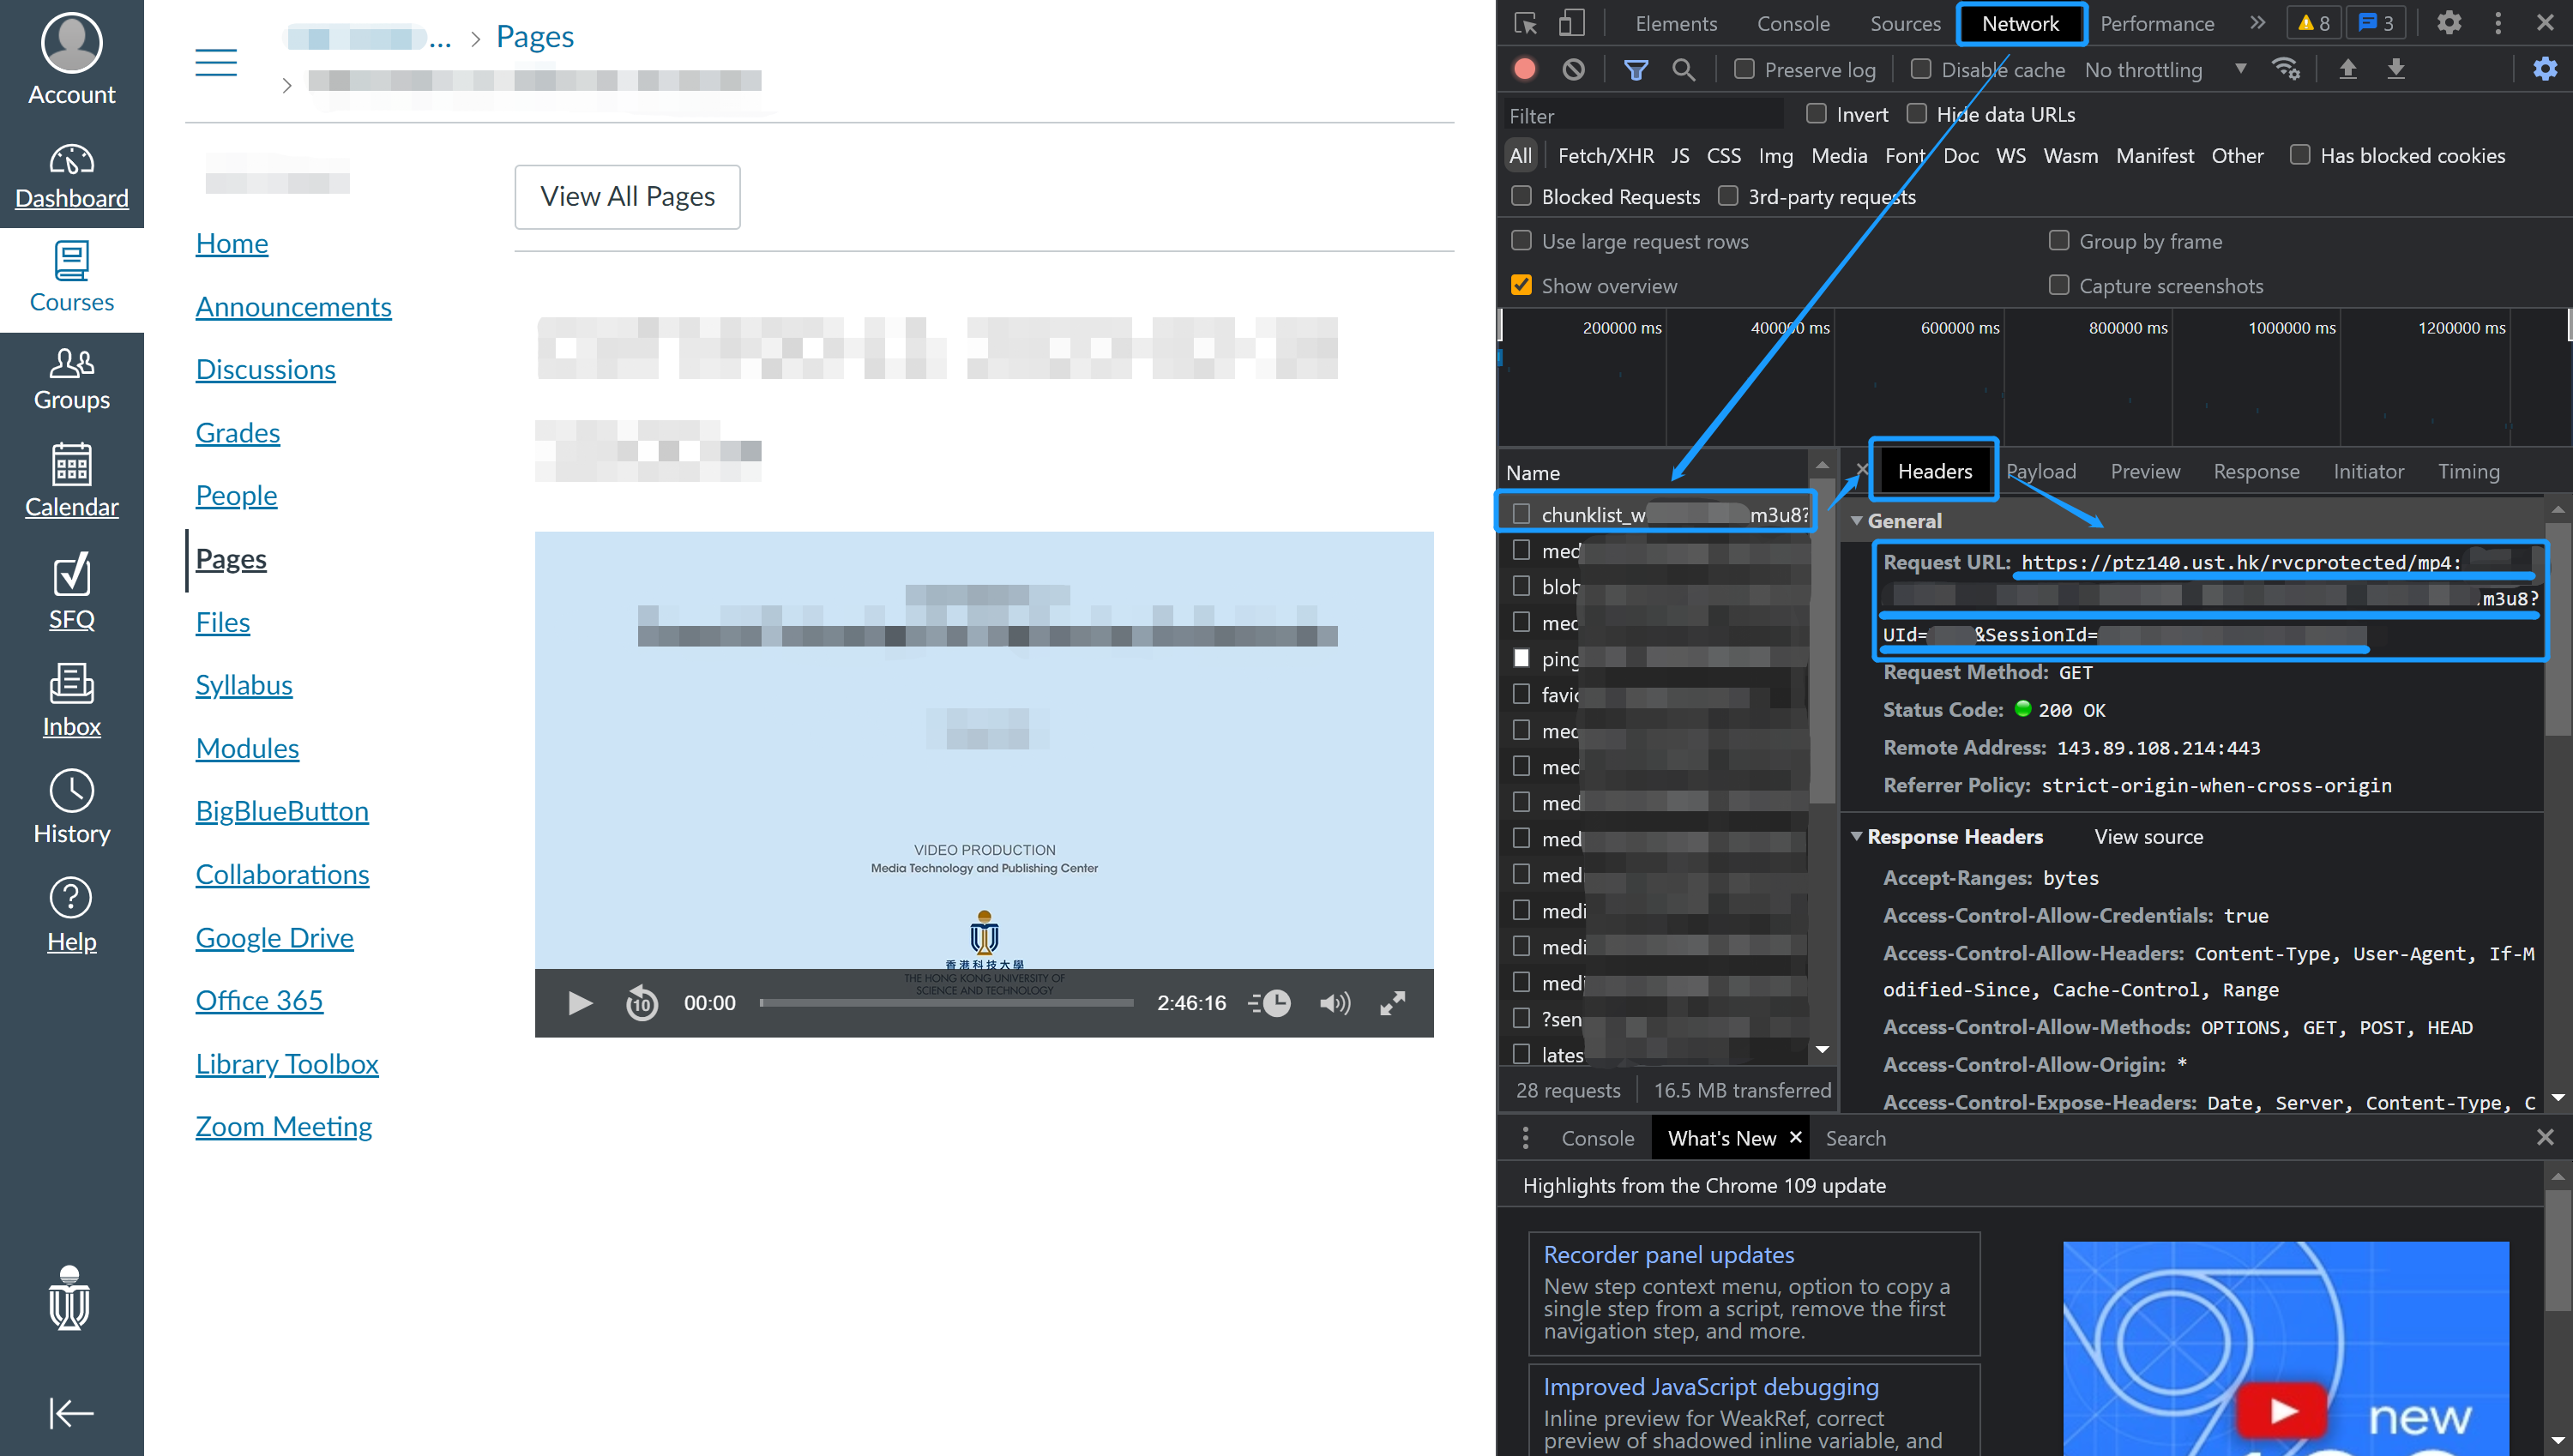 Account
Dashboard
Courses
Groups
Calendar
SFQ
Inbox
History
Help
... > Pages
>
View All Pages
Home
Announcements
Discussions
Grades
People
Pages
Files
Syllabus
Modules
BigBlueButton
Collaborations
Google Drive
Office 365
Library Toolbox
Zoom Meeting
VIDEO PRODUCTION
Media Technology and Publishing Center
香港科技大學
THE HONG KONG UNIVERSITY OF
SCIENCE AND TECHNOLOGY
10 00:00 2:46:16
Elements Console Sources Network Performance » 8 3
Preserve log Disable cache No throttling
Filter Invert Hide data URLs
All Fetch/XHR JS CSS Img Media Font Doc WS Wasm Manifest Other Has blocked cookies
Blocked Requests 3rd-party requests
Use large request rows Group by frame
Show overview Capture screenshots
200000 ms 400000 ms 600000 ms 800000 ms 1000000 ms 1200000 ms
Name
chunklist_w m3u8?
med
blob
med
ping
favic
med
med
med
med
med
medi
medi
medi
?sen
lates
28 requests 16.5 MB transferred
Headers Payload Preview Response Initiator Timing
General
Request URL: https://ptz140.ust.hk/rvcprotected/mp4:
.m3u8?
UId= &SessionId=
Request Method: GET
Status Code: 200 OK
Remote Address: 143.89.108.214:443
Referrer Policy: strict-origin-when-cross-origin
Response Headers View source
Accept-Ranges: bytes
Access-Control-Allow-Credentials: true
Access-Control-Allow-Headers: Content-Type, User-Agent, If-M
odified-Since, Cache-Control, Range
Access-Control-Allow-Methods: OPTIONS, GET, POST, HEAD
Access-Control-Allow-Origin: *
Access-Control-Expose-Headers: Date, Server, Content-Type, C
Console What's New × Search
Highlights from the Chrome 109 update
Recorder panel updates
New step context menu, option to copy a
single step from a script, remove the first
navigation step, and more.
Improved JavaScript debugging
Inline preview for WeakRef, correct
preview of shadowed inline variable, and
new